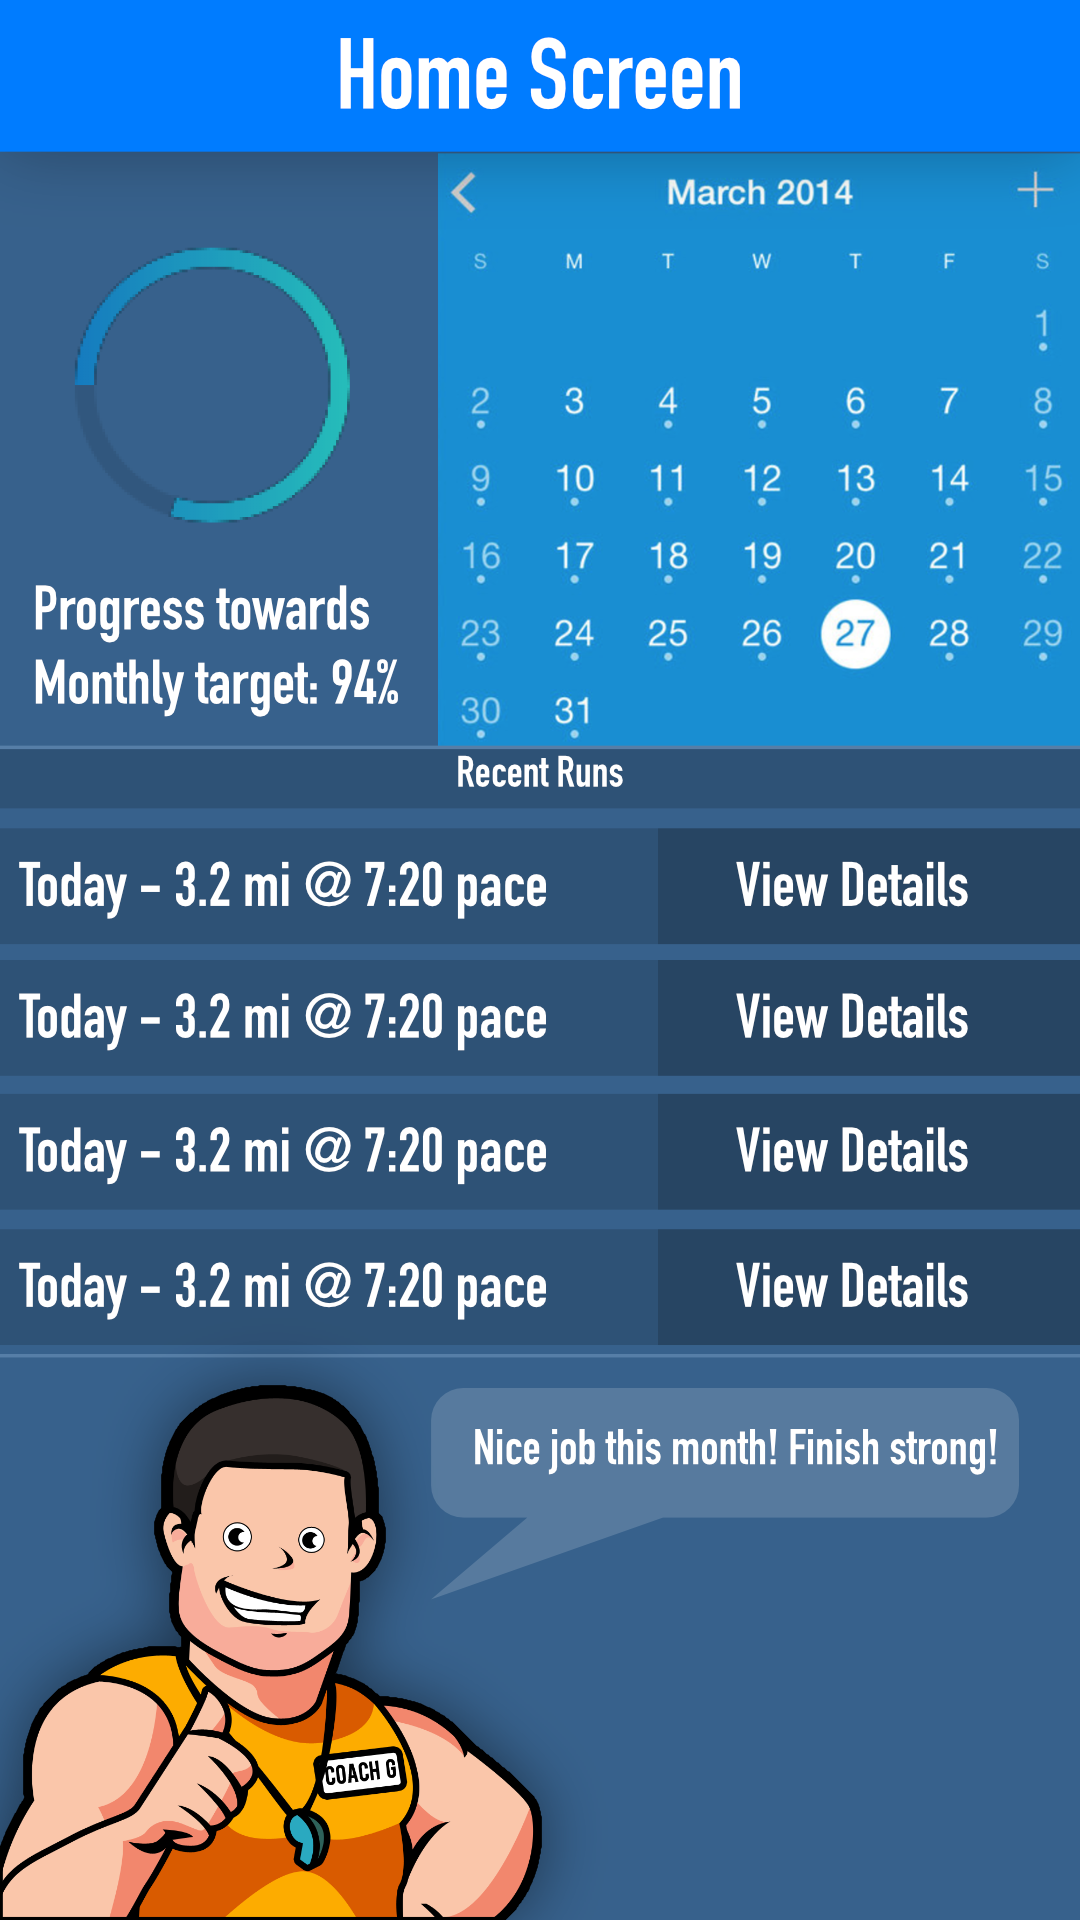 Home Screen
March 2014
S M T W T F S
1
2 3 4 5 6 7 8
9 10 11 12 13 14 15
16 17 18 19 20 21 22
23 24 25 26 27 28 29
30 31
Progress towards
Monthly target: 94%
Recent Runs
Today - 3.2 mi @ 7:20 pace View Details
Today - 3.2 mi @ 7:20 pace View Details
Today - 3.2 mi @ 7:20 pace View Details
Today - 3.2 mi @ 7:20 pace View Details
Nice job this month! Finish strong!
COACH G